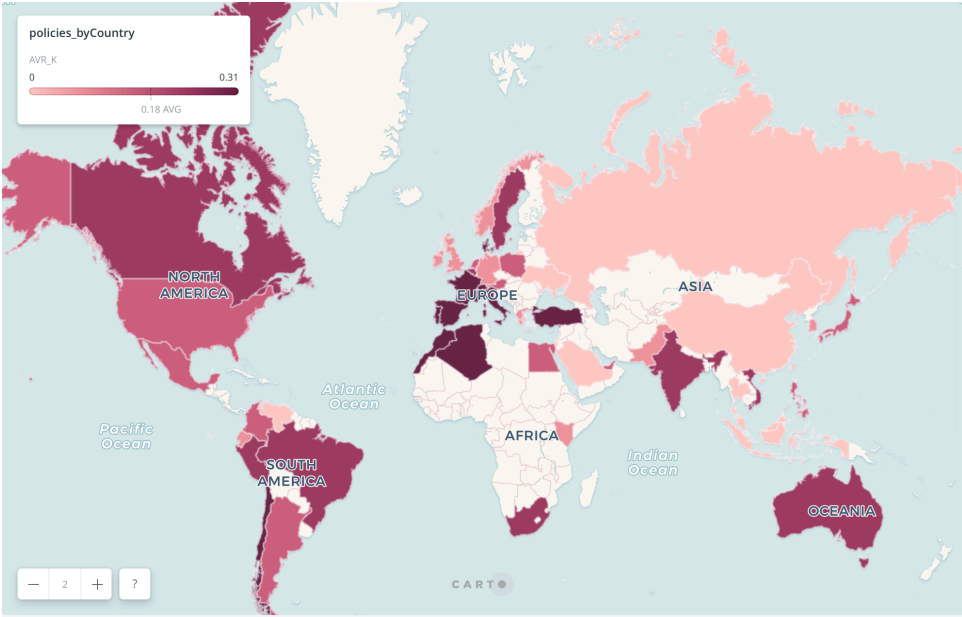 policies_byCountry
AVR_K
0 0.31
0.18 AVG
NORTH
AMERICA
EUROPE
ASIA
Atlantic
Ocean
Pacific
Ocean
AFRICA
Indian
Ocean
SOUTH
AMERICA
OCEANIA
− 2 + ?
CARTO